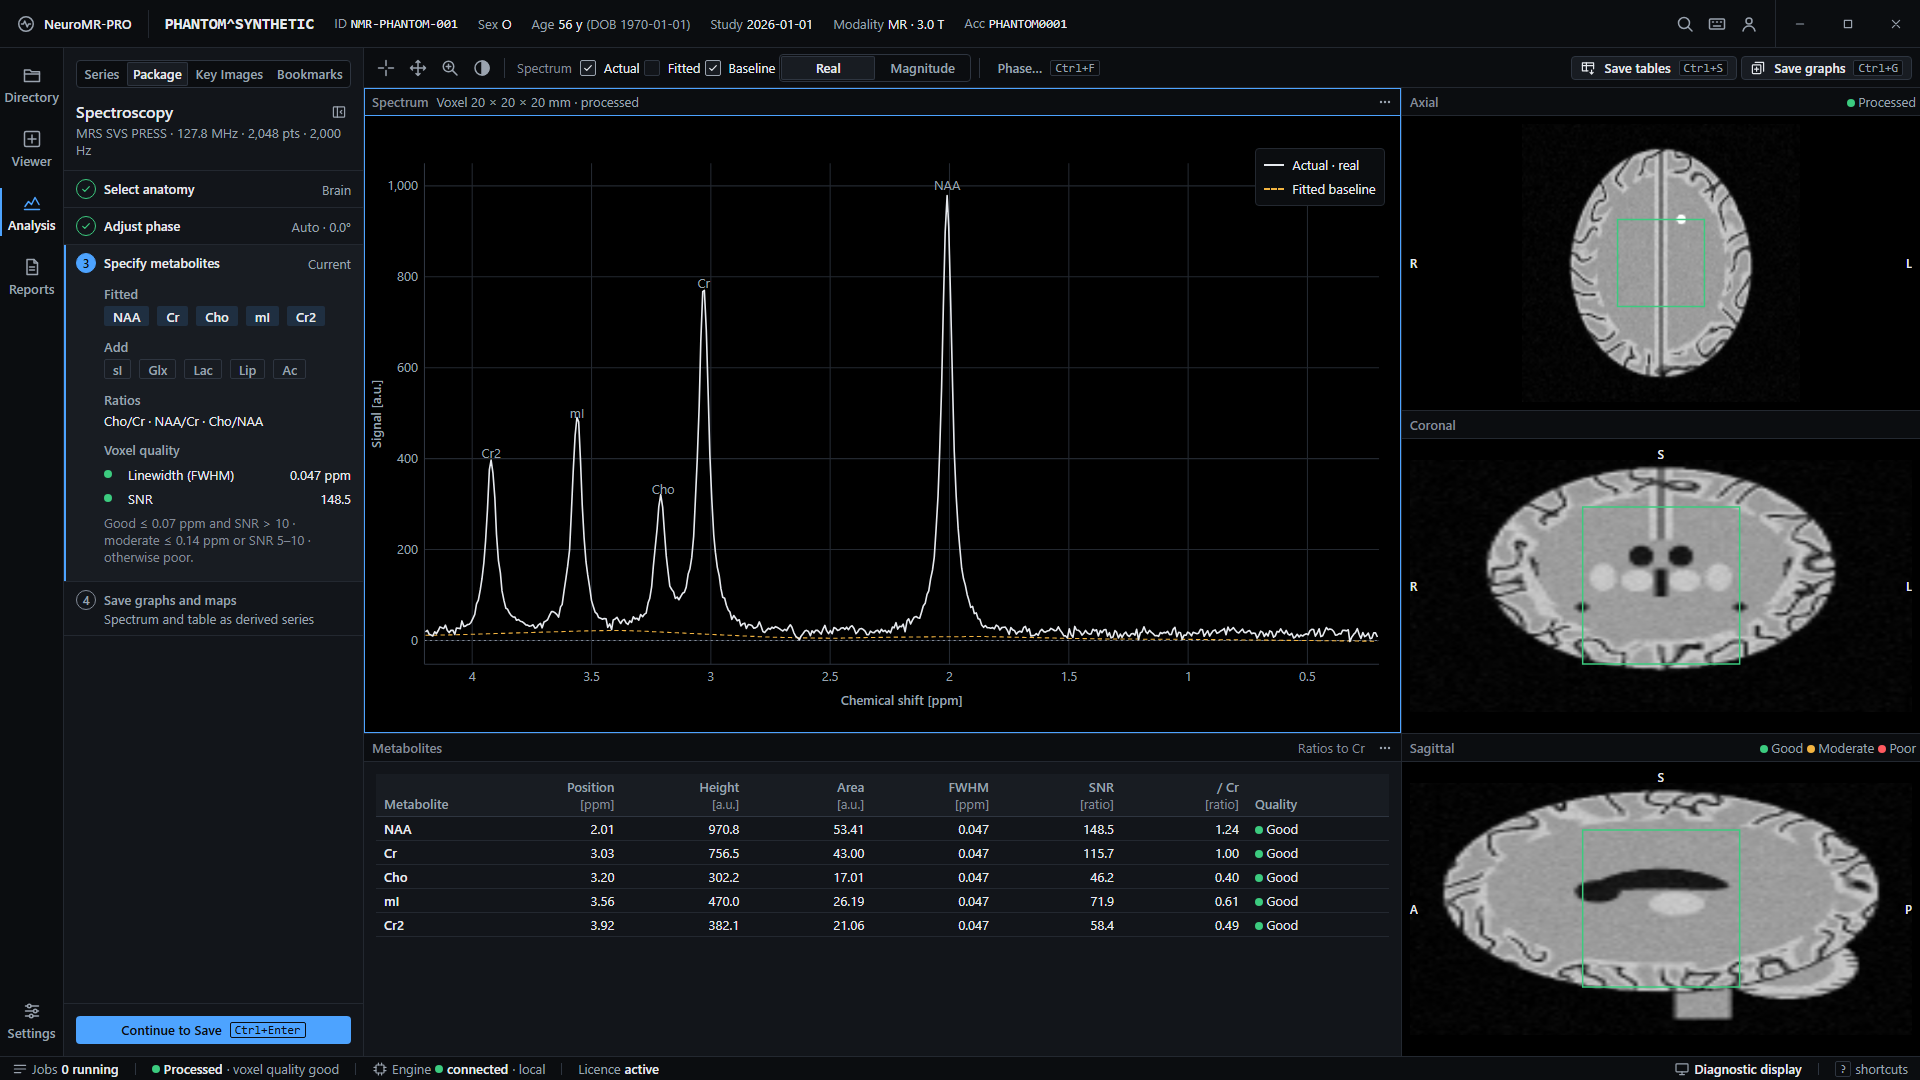 NeuroMR-PRO
PHANTOM^SYNTHETIC
ID NMR-PHANTOM-001
Sex O
Age 56 y (DOB 1970-01-01)
Study 2026-01-01
Modality MR · 3.0 T
Acc PHANTOM0001
Directory
Viewer
Analysis
Reports
Settings
Series Package Key Images Bookmarks
Spectroscopy
MRS SVS PRESS · 127.8 MHz · 2,048 pts · 2,000
Hz
Select anatomy Brain
Adjust phase Auto · 0.0°
3 Specify metabolites Current
Fitted
NAA Cr Cho mI Cr2
Add
sI Glx Lac Lip Ac
Ratios
Cho/Cr · NAA/Cr · Cho/NAA
Voxel quality
Linewidth (FWHM) 0.047 ppm
SNR 148.5
Good ≤ 0.07 ppm and SNR > 10 ·
moderate ≤ 0.14 ppm or SNR 5–10 ·
otherwise poor.
4 Save graphs and maps
Spectrum and table as derived series
Continue to Save Ctrl+Enter
Spectrum Actual Fitted Baseline Real Magnitude Phase... Ctrl+F
Save tables Ctrl+S Save graphs Ctrl+G
Spectrum Voxel 20 × 20 × 20 mm · processed
Actual · real
Fitted baseline
Signal [a.u.]
1,000
800
600
400
200
0
Cr2
mI
Cho
Cr
NAA
4 3.5 3 2.5 2 1.5 1 0.5
Chemical shift [ppm]
Metabolites Ratios to Cr
Metabolite Position [ppm] Height [a.u.] Area [a.u.] FWHM [ppm] SNR [ratio] / Cr [ratio] Quality
NAA 2.01 970.8 53.41 0.047 148.5 1.24 Good
Cr 3.03 756.5 43.00 0.047 115.7 1.00 Good
Cho 3.20 302.2 17.01 0.047 46.2 0.40 Good
mI 3.56 470.0 26.19 0.047 71.9 0.61 Good
Cr2 3.92 382.1 21.06 0.047 58.4 0.49 Good
Axial Processed
R L
Coronal
S
R L
Sagittal Good Moderate Poor
S
A P
Jobs 0 running
Processed · voxel quality good
Engine connected · local
Licence active
Diagnostic display
? shortcuts